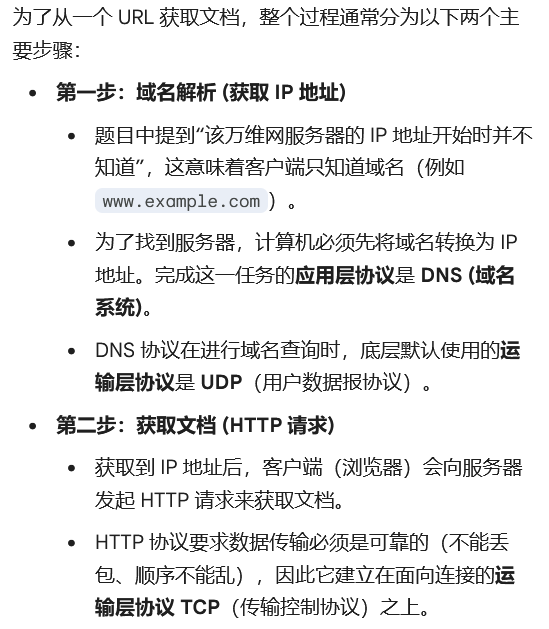 为了从一个 URL 获取文档，整个过程通常分为以下两个主
要步骤：
• 第一步：域名解析 (获取 IP 地址)
• 题目中提到“该万维网服务器的 IP 地址开始时并不
知道”，这意味着客户端只知道域名（例如
www.example.com ）。
• 为了找到服务器，计算机必须先将域名转换为 IP
地址。完成这一任务的应用层协议是 DNS (域名
系统)。
• DNS 协议在进行域名查询时，底层默认使用的运
输层协议是 UDP（用户数据报协议）。
• 第二步：获取文档 (HTTP 请求)
• 获取到 IP 地址后，客户端（浏览器）会向服务器
发起 HTTP 请求来获取文档。
• HTTP 协议要求数据传输必须是可靠的（不能丢
包、顺序不能乱），因此它建立在面向连接的运
输层协议 TCP（传输控制协议）之上。